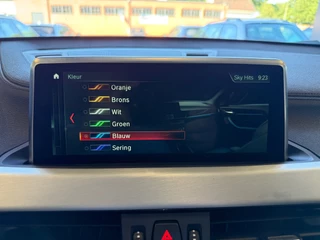 Kleur
Sky Hits 9:23
Oranje
Brons
Wit
Groen
Blauw
Sering